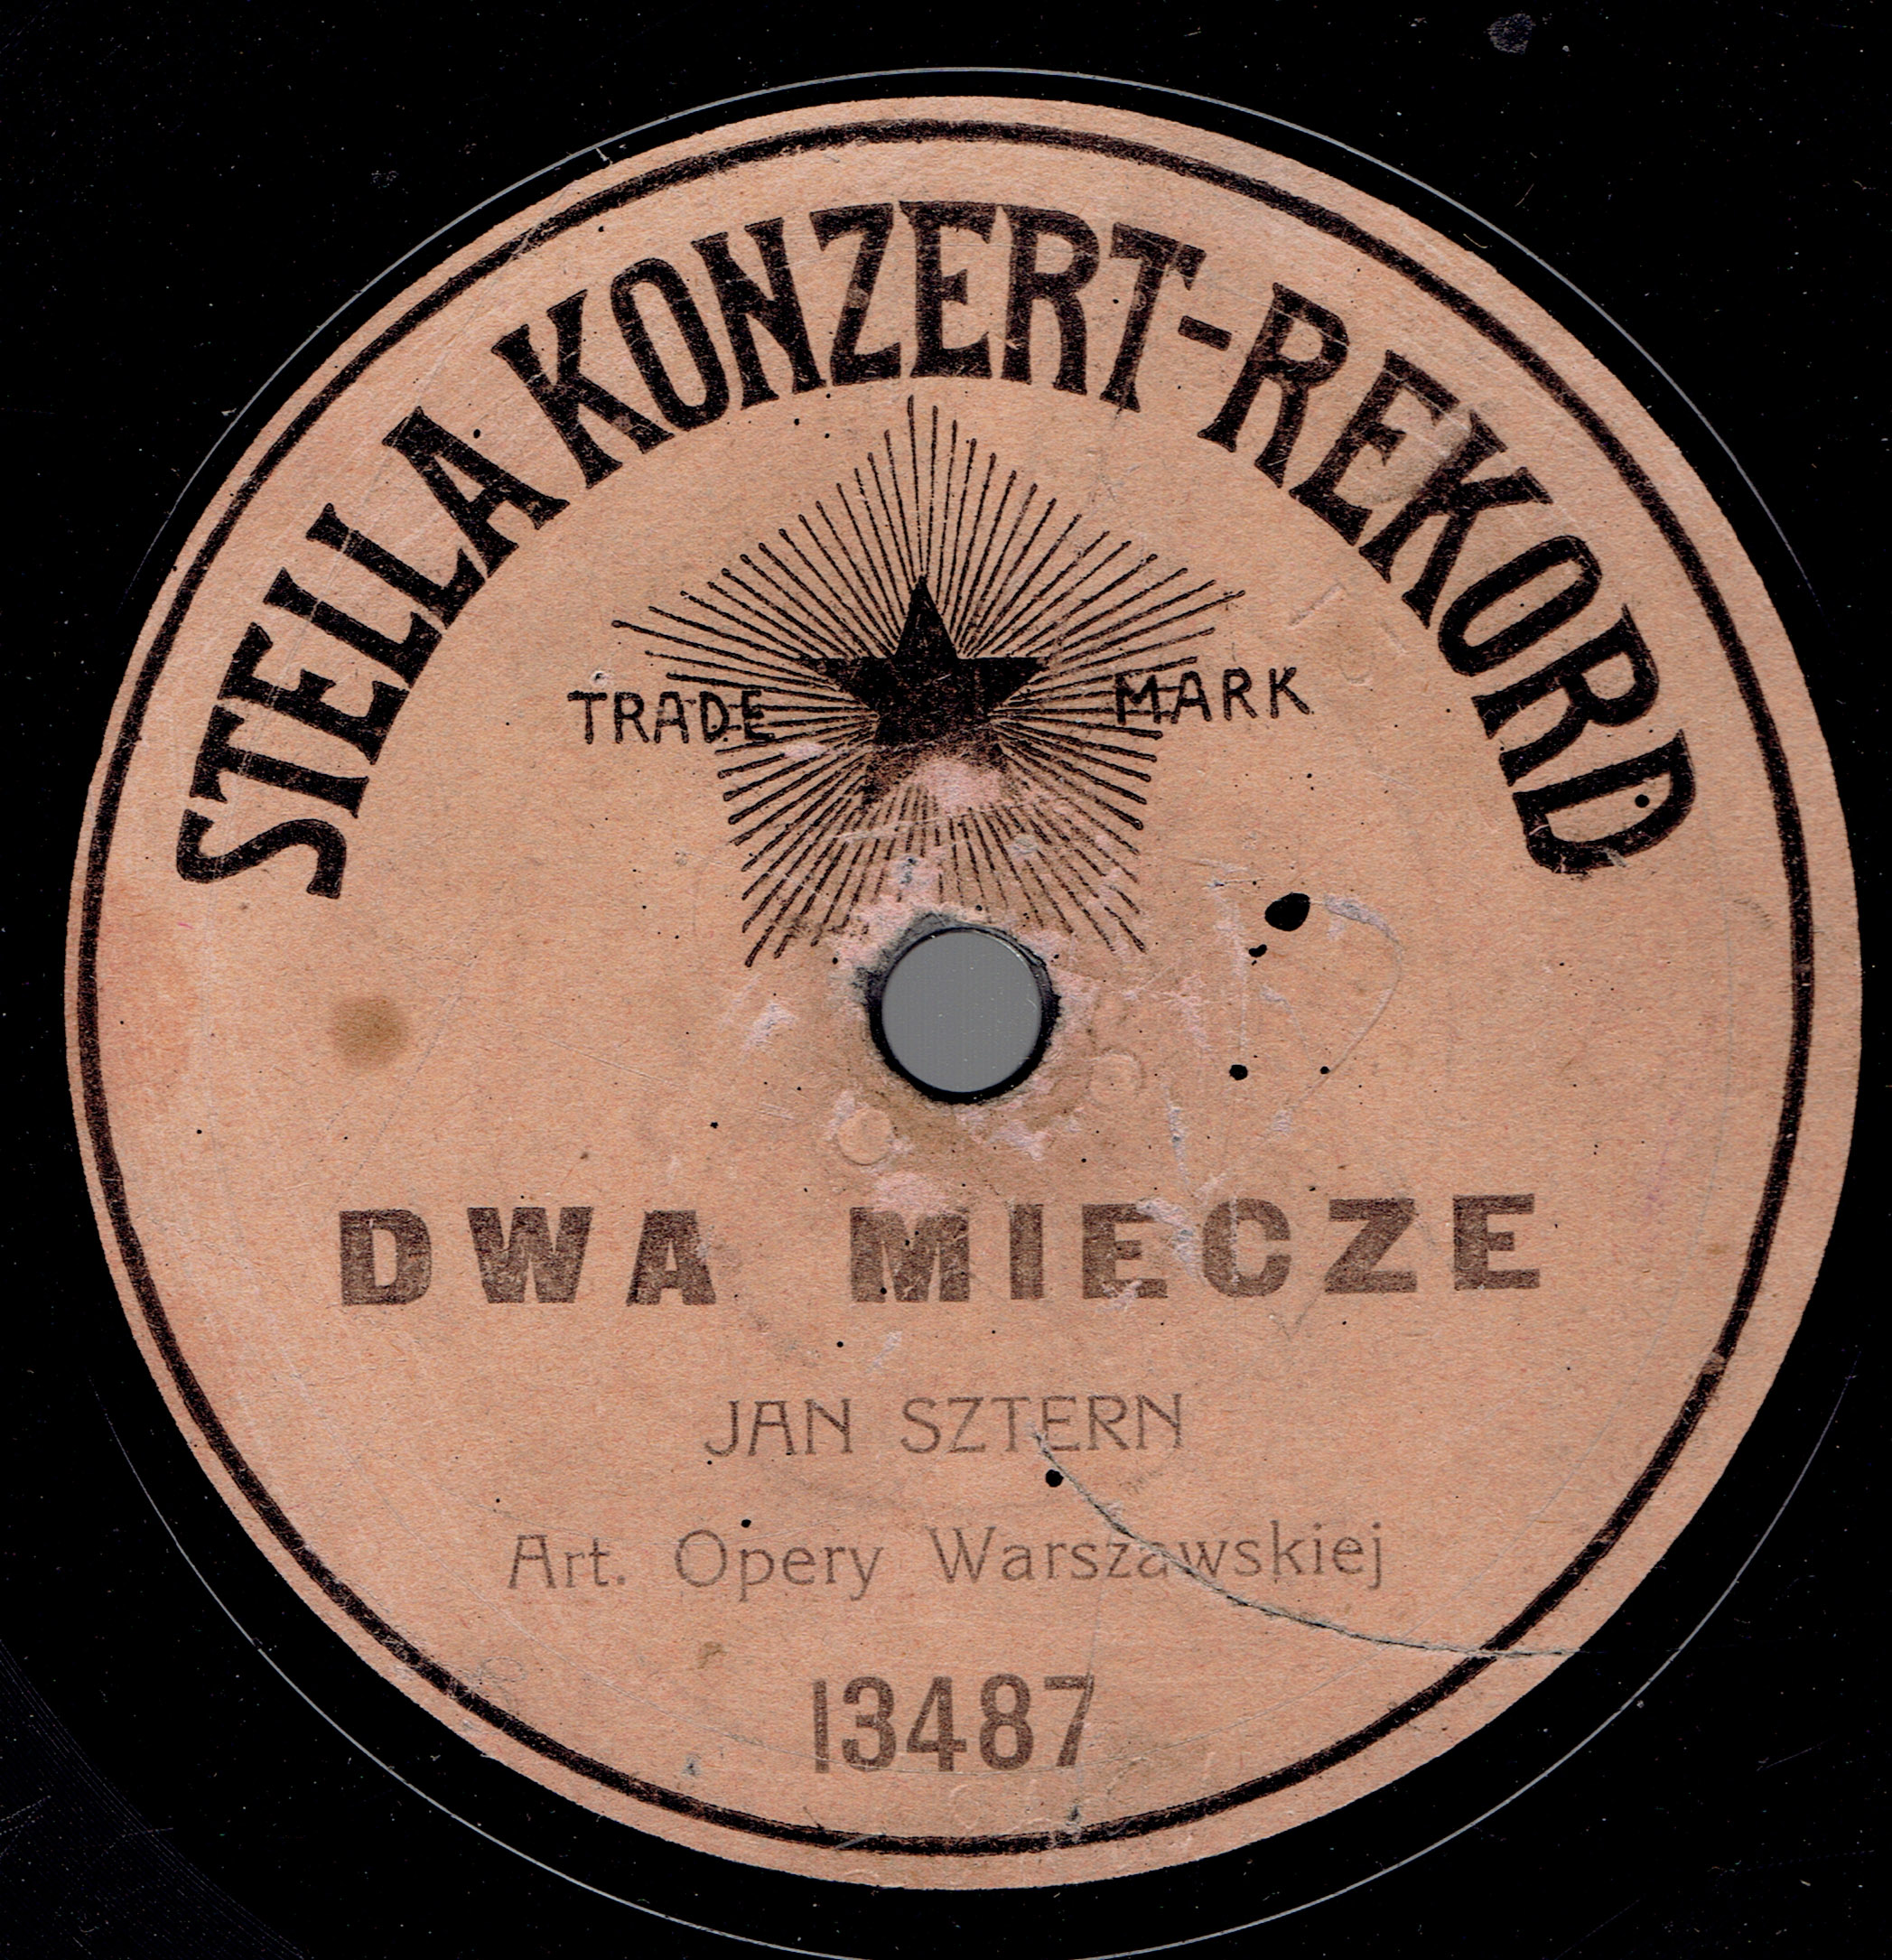 STELLA KONZERT-REKORD
TRADE MARK
DWA MIECZE
JAN SZTERN
Art. Opery Warszawskiej
13487